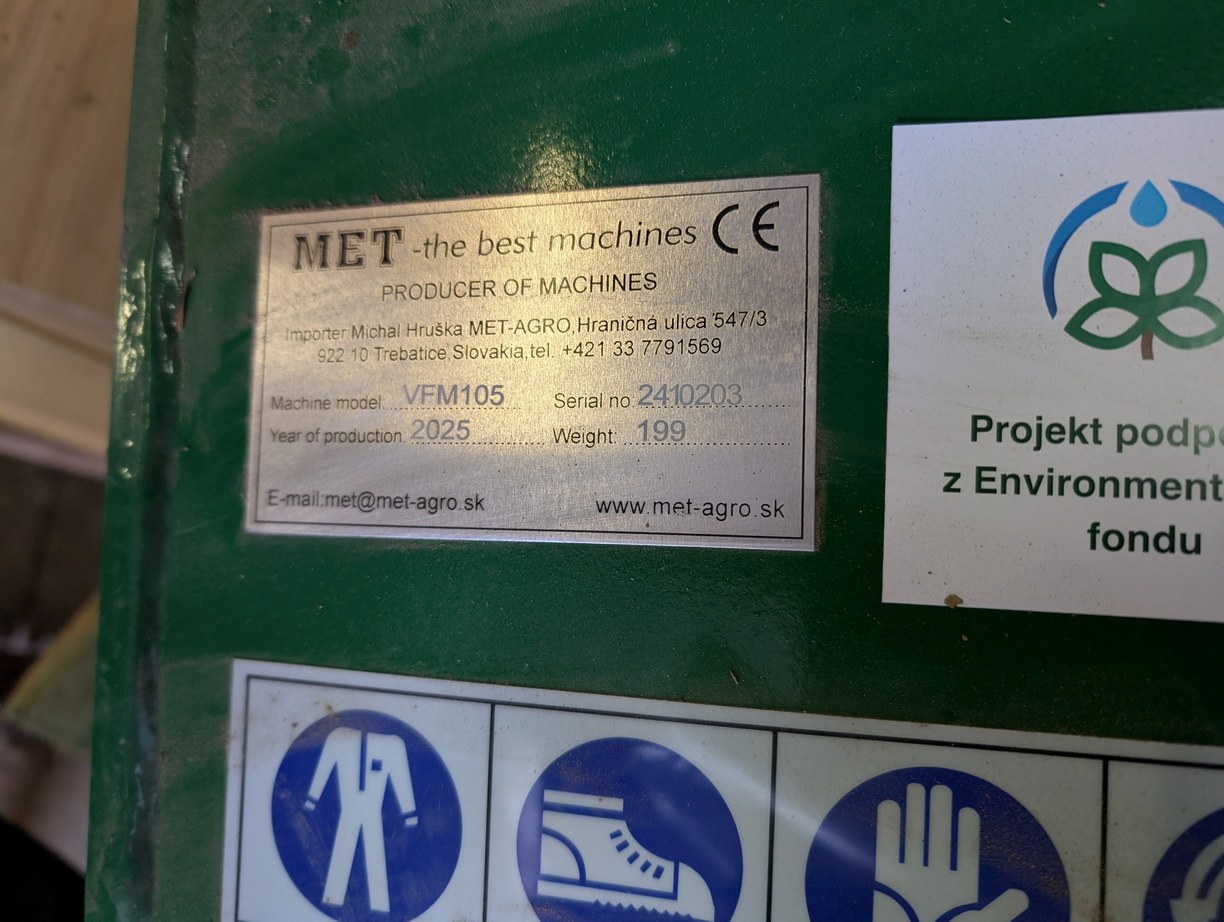 MET -the best machines CE
PRODUCER OF MACHINES
Importer:Michal Hruška MET-AGRO,Hraničná ulica 547/3
922 10 Trebatice,Slovakia,tel. +421 33 7791569
Machine model: VFM105 Serial no 2410203
Year of production: 2025 Weight: 199
E-mail:met@met-agro.sk www.met-agro.sk
Projekt podp
z Environment
fondu